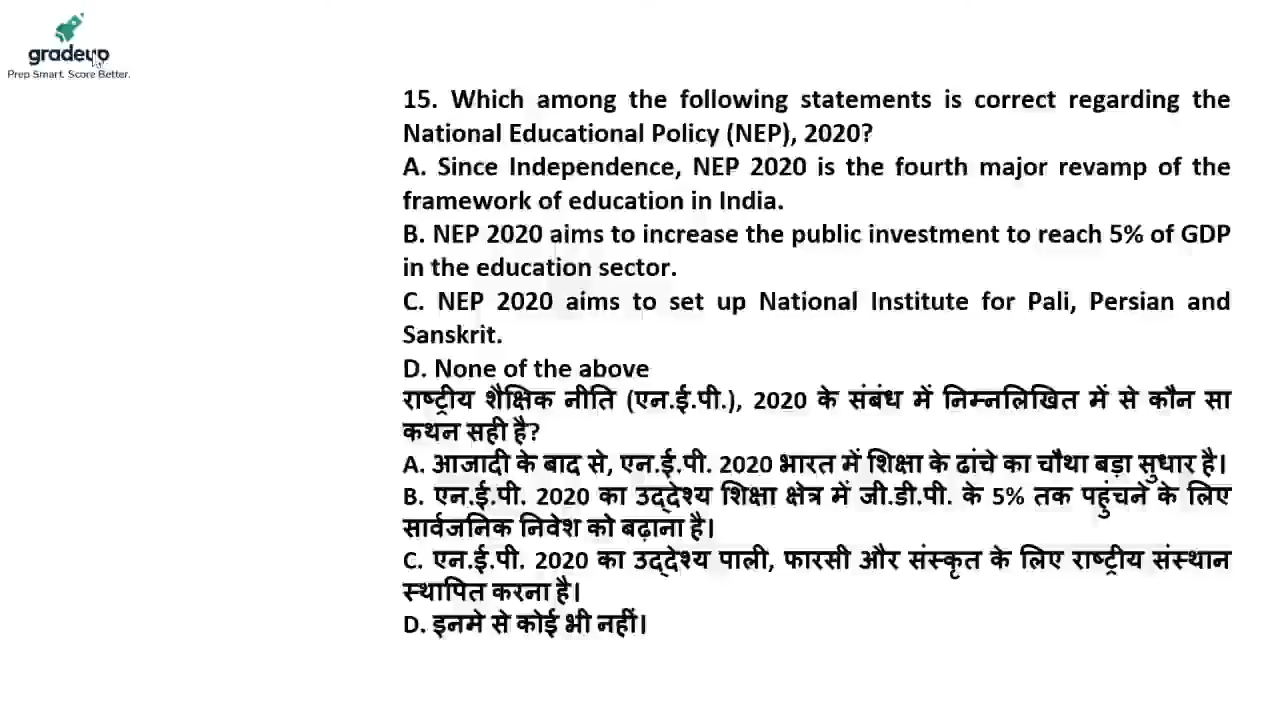 gradeup
Prep Smart. Score Better.
15. Which among the following statements is correct regarding the
National Educational Policy (NEP), 2020?
A. Since Independence, NEP 2020 is the fourth major revamp of the
framework of education in India.
B. NEP 2020 aims to increase the public investment to reach 5% of GDP
in the education sector.
C. NEP 2020 aims to set up National Institute for Pali, Persian and
Sanskrit.
D. None of the above
राष्ट्रीय शैक्षिक नीति (एन.ई.पी.), 2020 के संबंध में निम्नलिखित में से कौन सा
कथन सही है?
A. आजादी के बाद से, एन.ई.पी. 2020 भारत में शिक्षा के ढांचे का चौथा बड़ा सुधार है।
B. एन.ई.पी. 2020 का उद्देश्य शिक्षा क्षेत्र में जी.डी.पी. के 5% तक पहुंचने के लिए
सार्वजनिक निवेश को बढ़ाना है।
C. एन.ई.पी. 2020 का उद्देश्य पाली, फारसी और संस्कृत के लिए राष्ट्रीय संस्थान
स्थापित करना है।
D. इनमे से कोई भी नहीं।